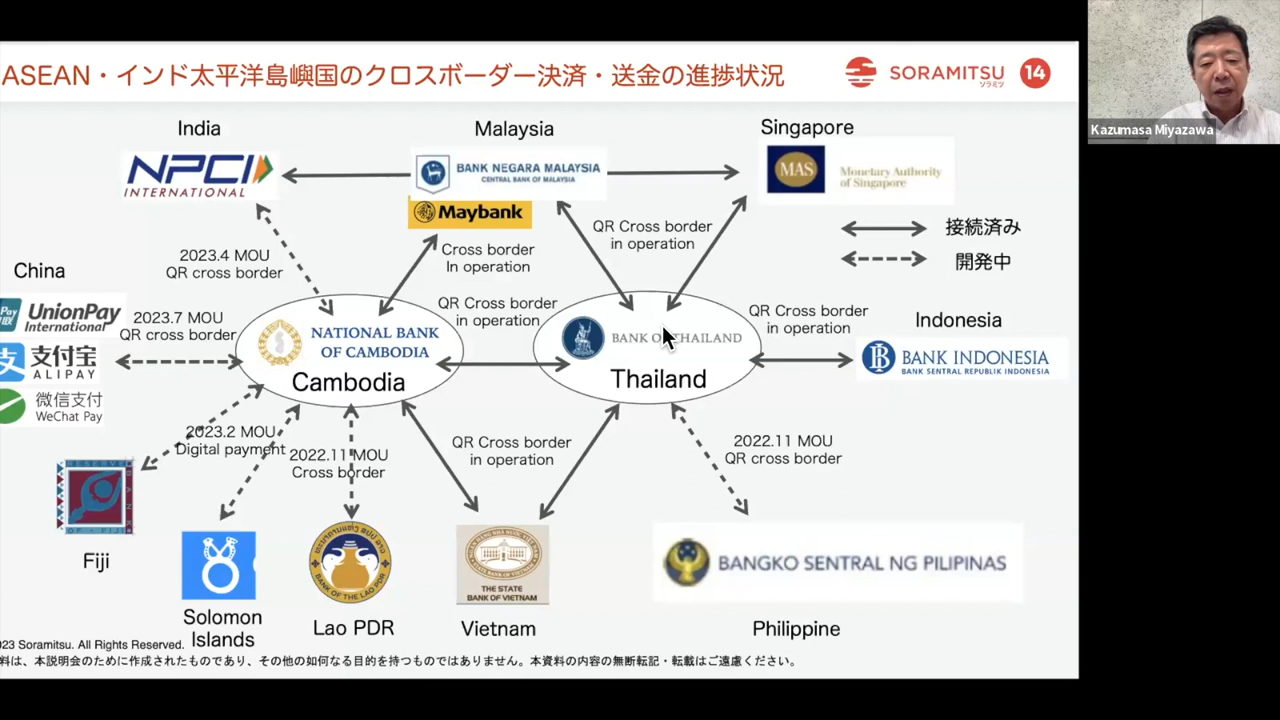 ASEAN・インド太平洋島嶼国のクロスボーダー決済・送金の進捗状況
SORAMITSU
ソラミツ
14
Kazumasa Miyazawa
India
Malaysia
Singapore
NPCI
INTERNATIONAL
BANK NEGARA MALAYSIA
CENTRAL BANK OF MALAYSIA
MAS
Monetary Authority
of Singapore
Maybank
QR Cross border
in operation
接続済み
開発中
2023.4 MOU
QR cross border
Cross border
In operation
China
UnionPay
International
2023.7 MOU
QR cross border
支付宝
ALIPAY
微信支付
WeChat Pay
NATIONAL BANK
OF CAMBODIA
Cambodia
QR Cross border
in operation
BANK OF THAILAND
Thailand
QR Cross border
in operation
Indonesia
BANK INDONESIA
BANK SENTRAL REPUBLIK INDONESIA
2023.2 MOU
Digital payment
2022.11 MOU
Cross border
QR Cross border
in operation
2022.11 MOU
QR cross border
Fiji
Solomon
Islands
BANK OF THE LAO PDR
Lao PDR
THE STATE
BANK OF VIETNAM
Vietnam
BANGKO SENTRAL NG PILIPINAS
Philippine
23 Soramitsu. All Rights Reserved.
料は、本説明会のために作成されたものであり、その他の如何なる目的を持つものではありません。本資料の内容の無断転記・転載はご遠慮ください。